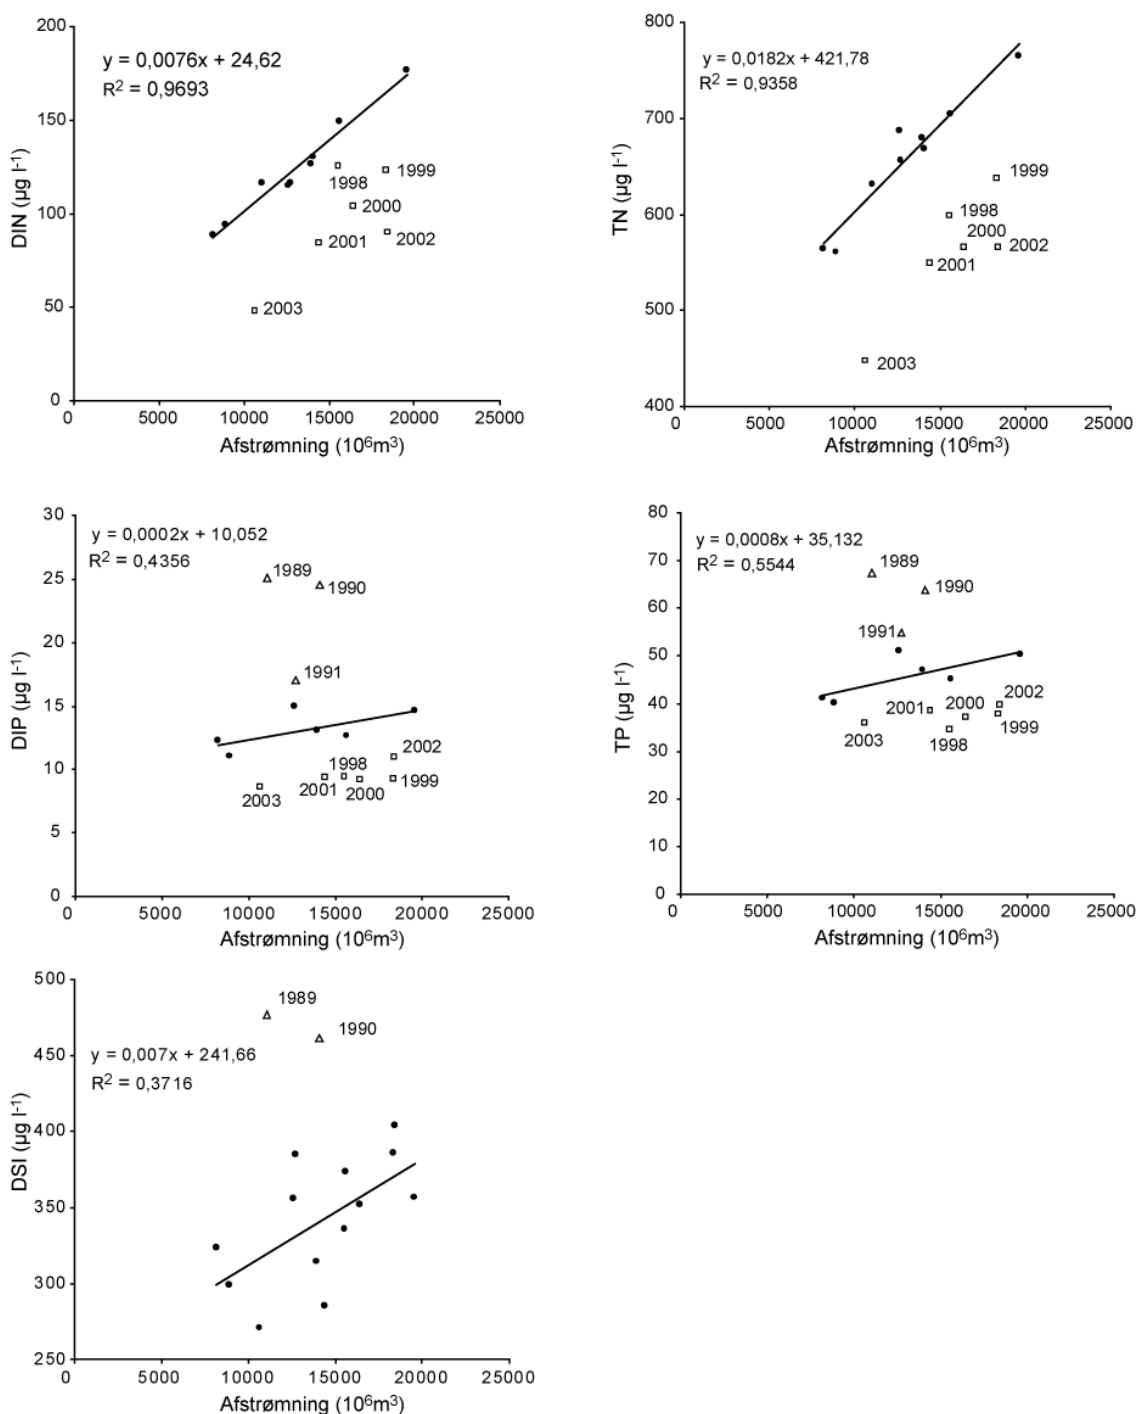 200
150
100
50
0
DIN (µg l-1)
y = 0,0076x + 24,62
R2 = 0,9693
1998
1999
2000
2001
2002
2003
0 5000 10000 15000 20000 25000
Afstrømning (106m3)
800
700
600
500
400
TN (µg l-1)
y = 0,0182x + 421,78
R2 = 0,9358
1999
1998
2000
2002
2001
2003
0 5000 10000 15000 20000 25000
Afstrømning (106m3)
30
25
20
15
10
5
0
DIP (µg l-1)
y = 0,0002x + 10,052
R2 = 0,4356
1989
1990
1991
2002
1998
2003
2001
2000
1999
0 5000 10000 15000 20000 25000
Afstrømning (106m3)
80
70
60
50
40
30
20
10
0
TP (µg l-1)
y = 0,0008x + 35,132
R2 = 0,5544
1989
1990
1991
2002
2001
2000
2003
1998
1999
0 5000 10000 15000 20000 25000
Afstrømning (106m3)
500
450
400
350
300
250
DSI (µg l-1)
1989
1990
y = 0,007x + 241,66
R2 = 0,3716
0 5000 10000 15000 20000 25000
Afstrømning (106m3)